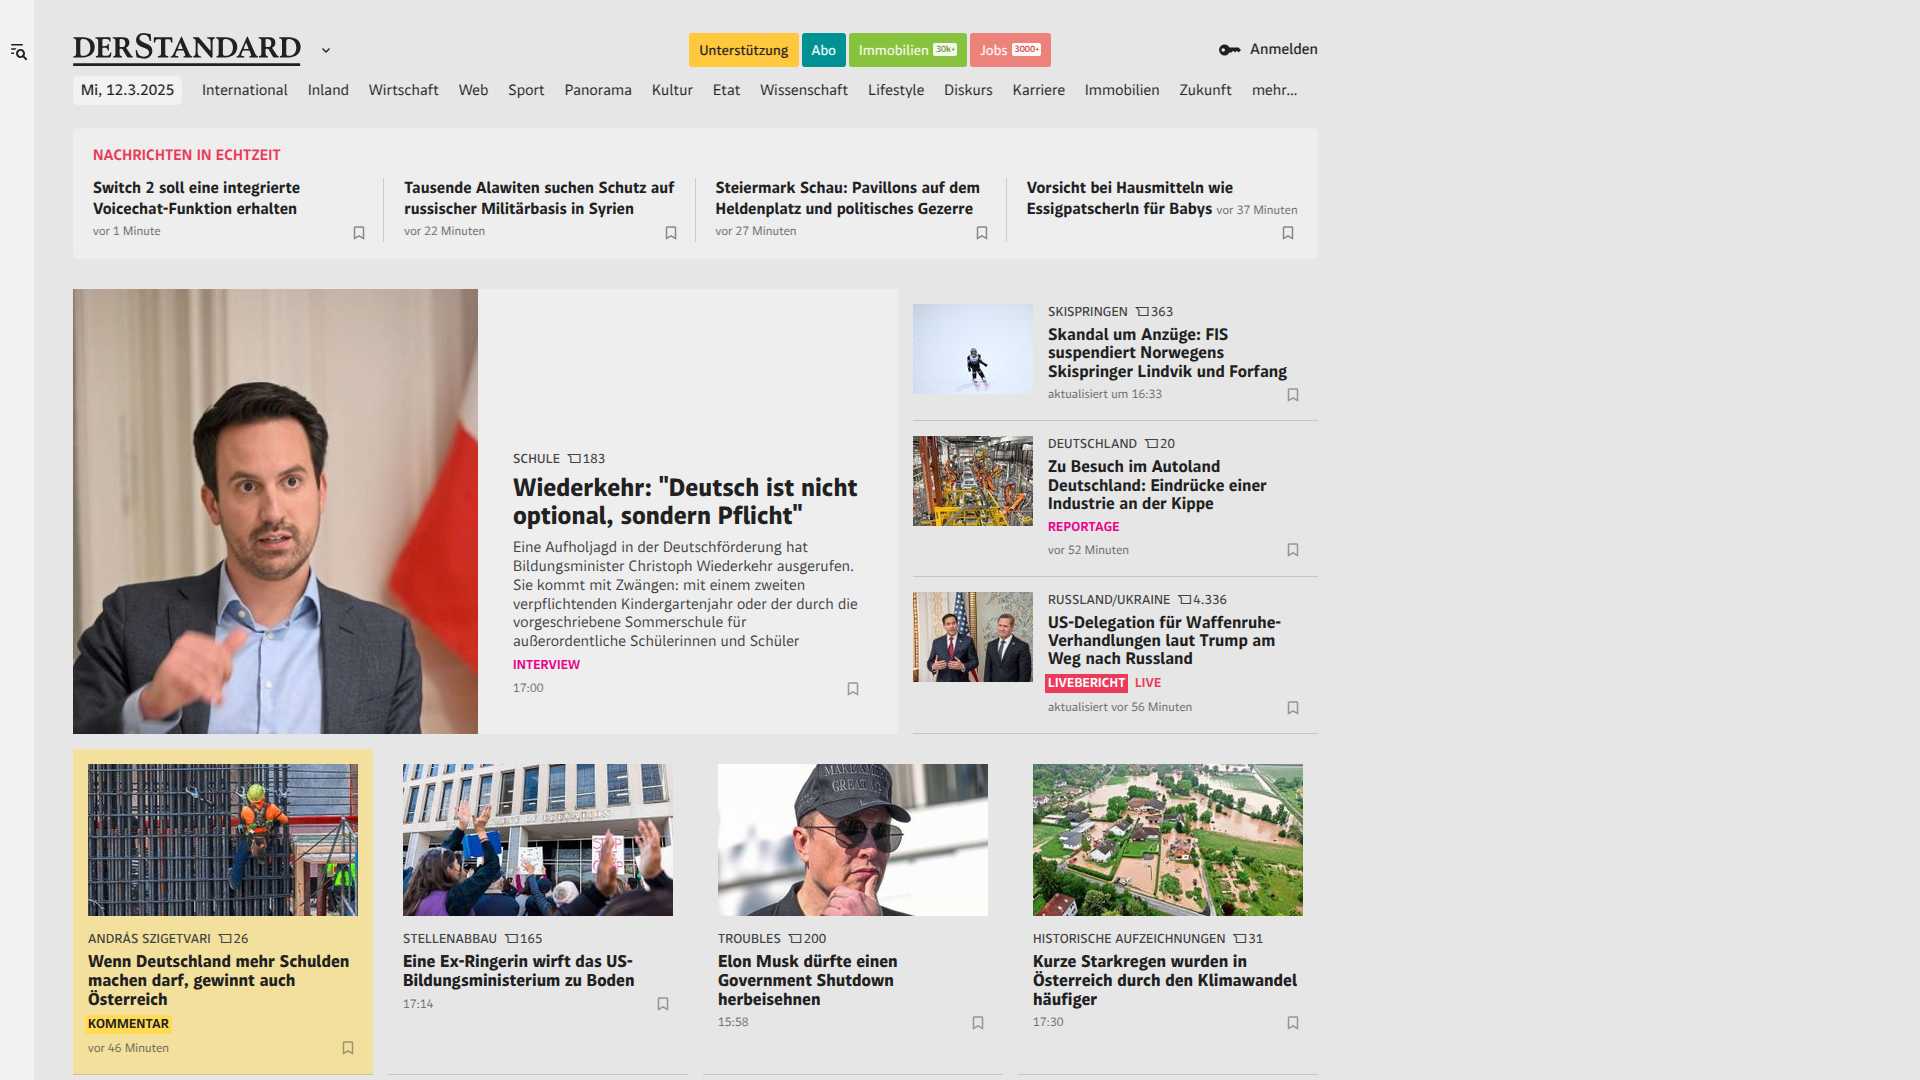 DERSTANDARD
Unterstützung
Abo
Immobilien 30k+
Jobs 3000+
Anmelden
Mi, 12.3.2025
International
Inland
Wirtschaft
Web
Sport
Panorama
Kultur
Etat
Wissenschaft
Lifestyle
Diskurs
Karriere
Immobilien
Zukunft
mehr...
NACHRICHTEN IN ECHTZEIT
Switch 2 soll eine integrierte
Voicechat-Funktion erhalten
vor 1 Minute
Tausende Alawiten suchen Schutz auf
russischer Militärbasis in Syrien
vor 22 Minuten
Steiermark Schau: Pavillons auf dem
Heldenplatz und politisches Gezerre
vor 27 Minuten
Vorsicht bei Hausmitteln wie
Essigpatscherln für Babys vor 37 Minuten
SCHULE 183
Wiederkehr: "Deutsch ist nicht
optional, sondern Pflicht"
Eine Aufholjagd in der Deutschförderung hat
Bildungsminister Christoph Wiederkehr ausgerufen.
Sie kommt mit Zwängen: mit einem zweiten
verpflichtenden Kindergartenjahr oder der durch die
vorgeschriebene Sommerschule für
außerordentliche Schülerinnen und Schüler
INTERVIEW
17:00
SKISPRINGEN 363
Skandal um Anzüge: FIS
suspendiert Norwegens
Skispringer Lindvik und Forfang
aktualisiert um 16:33
DEUTSCHLAND 20
Zu Besuch im Autoland
Deutschland: Eindrücke einer
Industrie an der Kippe
REPORTAGE
vor 52 Minuten
RUSSLAND/UKRAINE 4.336
US-Delegation für Waffenruhe-
Verhandlungen laut Trump am
Weg nach Russland
LIVEBERICHT LIVE
aktualisiert vor 56 Minuten
ANDRÁS SZIGETVARI 26
Wenn Deutschland mehr Schulden
machen darf, gewinnt auch
Österreich
KOMMENTAR
vor 46 Minuten
STELLENABBAU 165
Eine Ex-Ringerin wirft das US-
Bildungsministerium zu Boden
17:14
TROUBLES 200
Elon Musk dürfte einen
Government Shutdown
herbeisehnen
15:58
HISTORISCHE AUFZEICHNUNGEN 31
Kurze Starkregen wurden in
Österreich durch den Klimawandel
häufiger
17:30